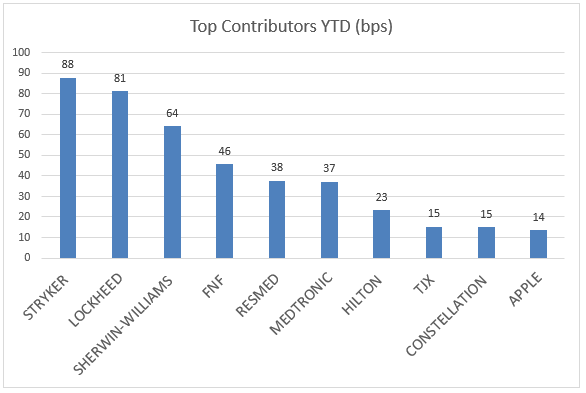 Top Contributors YTD (bps)
100
90
80
70
60
50
40
30
20
10
0
88
81
64
46
38
37
23
15
15
14
STRYKER
LOCKHEED
SHERWIN-WILLIAMS
FNF
RESMED
MEDTRONIC
HILTON
TJX
CONSTELLATION
APPLE